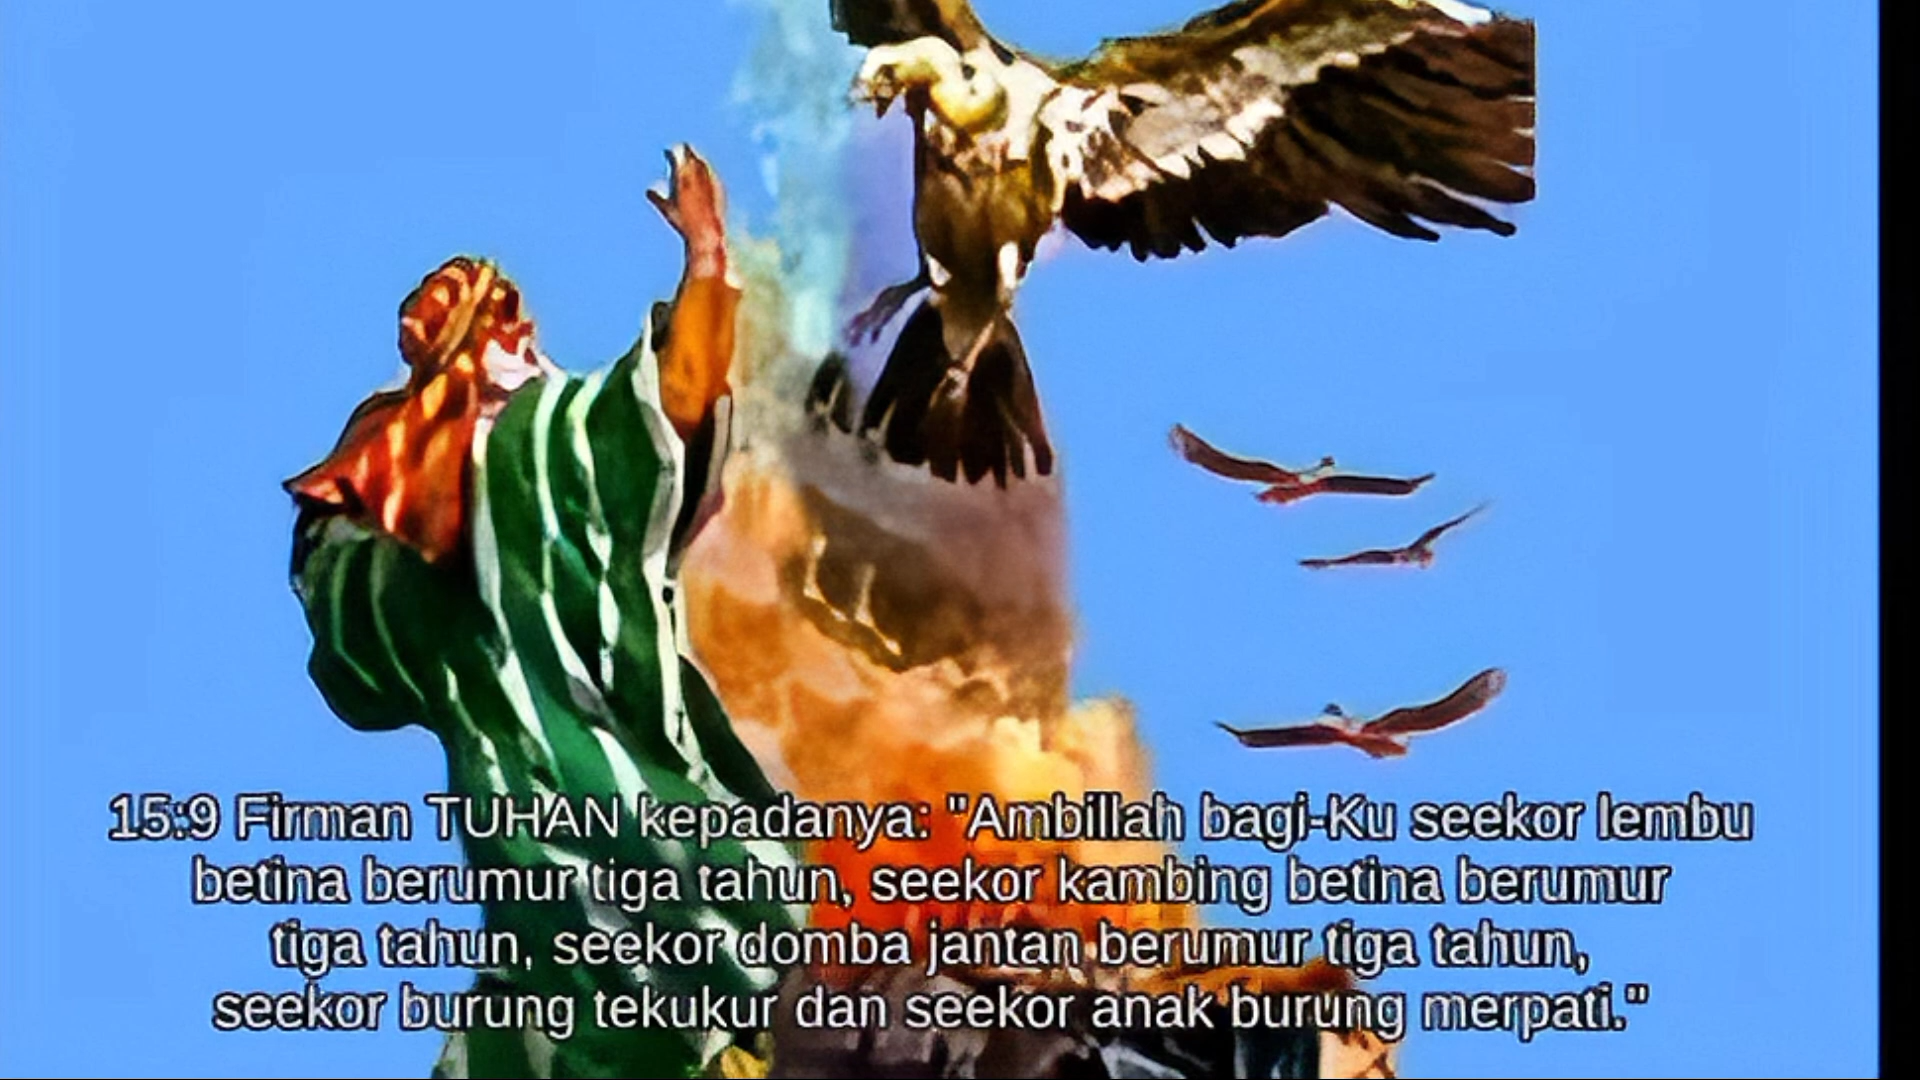 15:9 Firman TUHAN kepadanya: "Ambillah bagi-Ku seekor lembu
betina berumur tiga tahun, seekor kambing betina berumur
tiga tahun, seekor domba jantan berumur tiga tahun,
seekor burung tekukur dan seekor anak burung merpati."